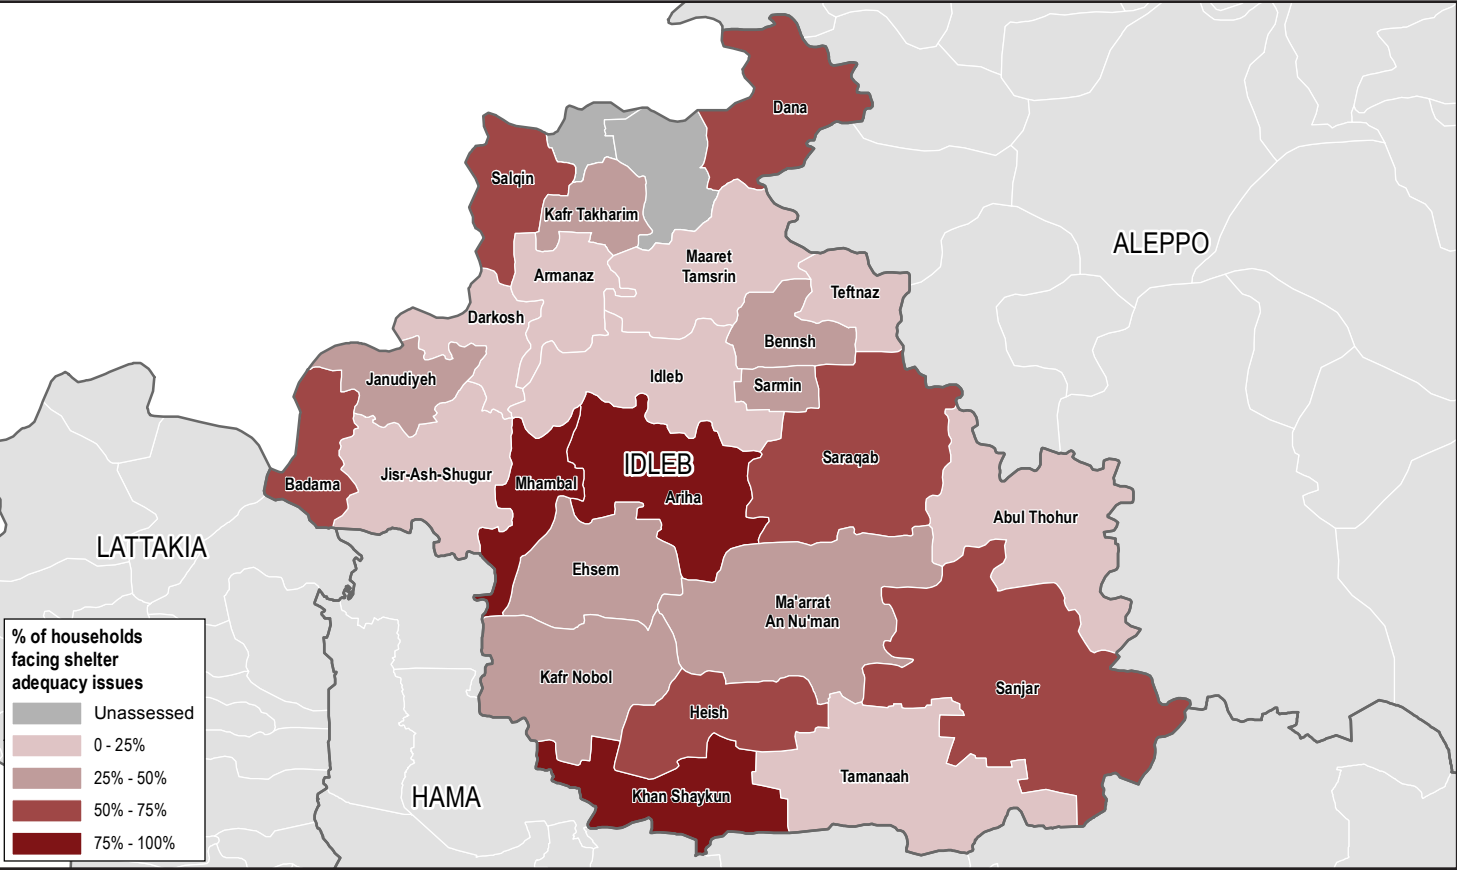 Dana
Salqin
Kafr Takharim
ALEPPO
Maaret
Tamsrin
Armanaz
Teftnaz
Darkosh
Bennsh
Janudiyeh
Idleb
Sarmin
Saraqab
IDLEB
Jisr-Ash-Shugur
Badama
Mhambal
Ariha
Abul Thohur
LATTAKIA
Ehsem
Ma'arrat
An Nu'man
Kafr Nobol
Sanjar
Heish
Tamanaah
Khan Shaykun
HAMA
% of households
facing shelter
adequacy issues
Unassessed
0 - 25%
25% - 50%
50% - 75%
75% - 100%